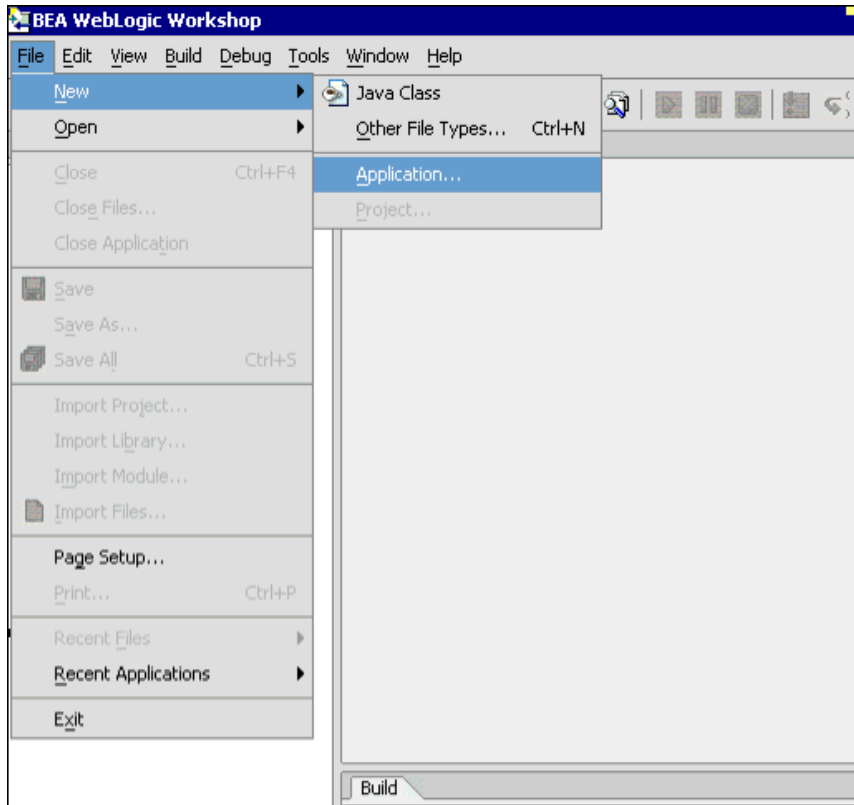 BEA WebLogic Workshop
File Edit View Build Debug Tools Window Help
New
Open
Close Ctrl+F4
Close Files...
Close Application
Save
Save As...
Save All Ctrl+S
Import Project...
Import Library...
Import Module...
Import Files...
Page Setup...
Print... Ctrl+P
Recent Files
Recent Applications
Exit
Java Class
Other File Types... Ctrl+N
Application...
Project...
Build